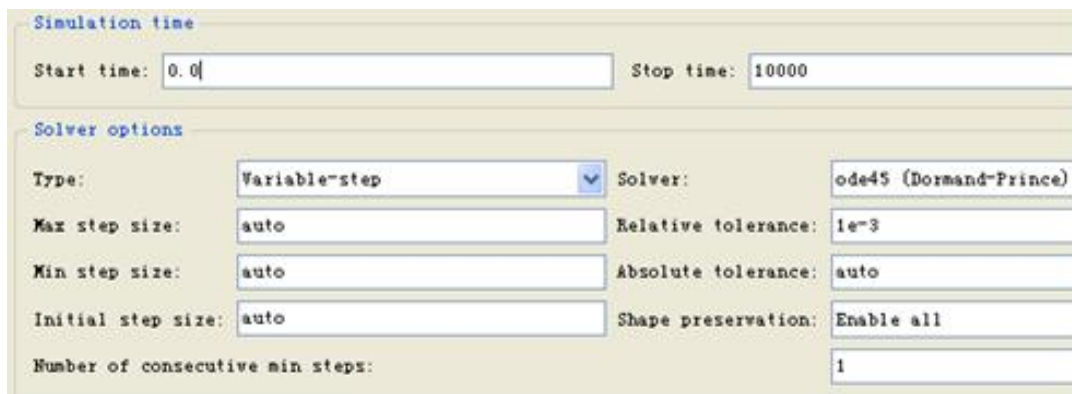 Simulation time
Start time: 0.0 Stop time: 10000
Solver options
Type: Variable-step Solver: ode45 (Dormand-Prince)
Max step size: auto Relative tolerance: 1e-3
Min step size: auto Absolute tolerance: auto
Initial step size: auto Shape preservation: Enable all
Number of consecutive min steps: 1